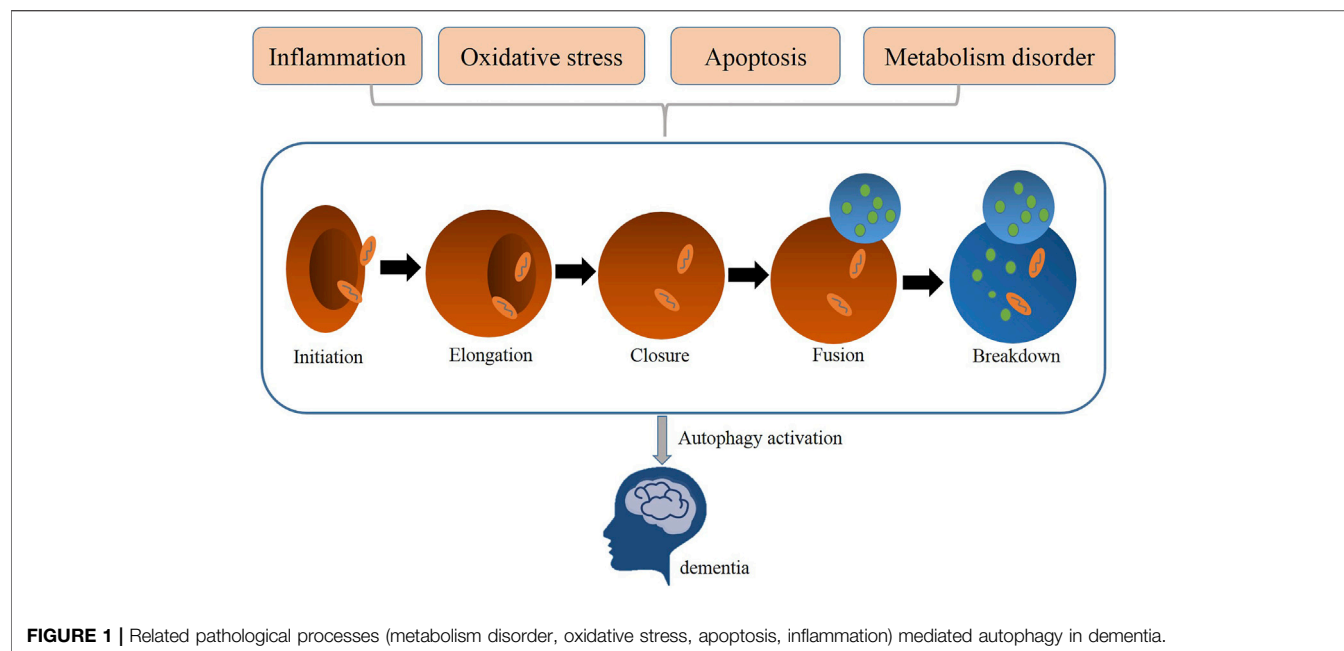 Inflammation Oxidative stress Apoptosis Metabolism disorder
Initiation Elongation Closure Fusion Breakdown
Autophagy activation
dementia
FIGURE 1 | Related pathological processes (metabolism disorder, oxidative stress, apoptosis, inflammation) mediated autophagy in dementia.